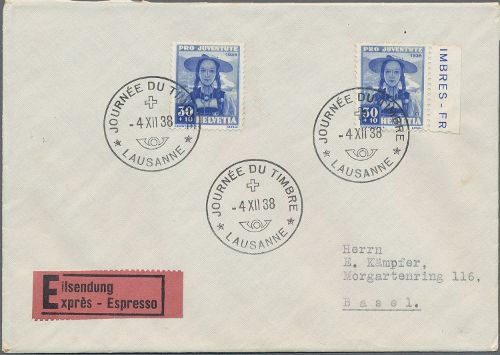 PRO JUVENTUTE
1938
30
+10
HELVETIA
PRO JUVENTUTE
1938
30
+10
HELVETIA
IMBRES - FR
JOURNÉE DU TIMBRE
- 4 XII 38
LAUSANNE
JOURNÉE DU TIMBRE
- 4 XII 38
LAUSANNE
JOURNÉE DU TIMBRE
- 4 XII 38
LAUSANNE
Eilsendung
Exprès - Espresso
Herrn
E. Kämpfer,
Morgartenring 116,
Basel.